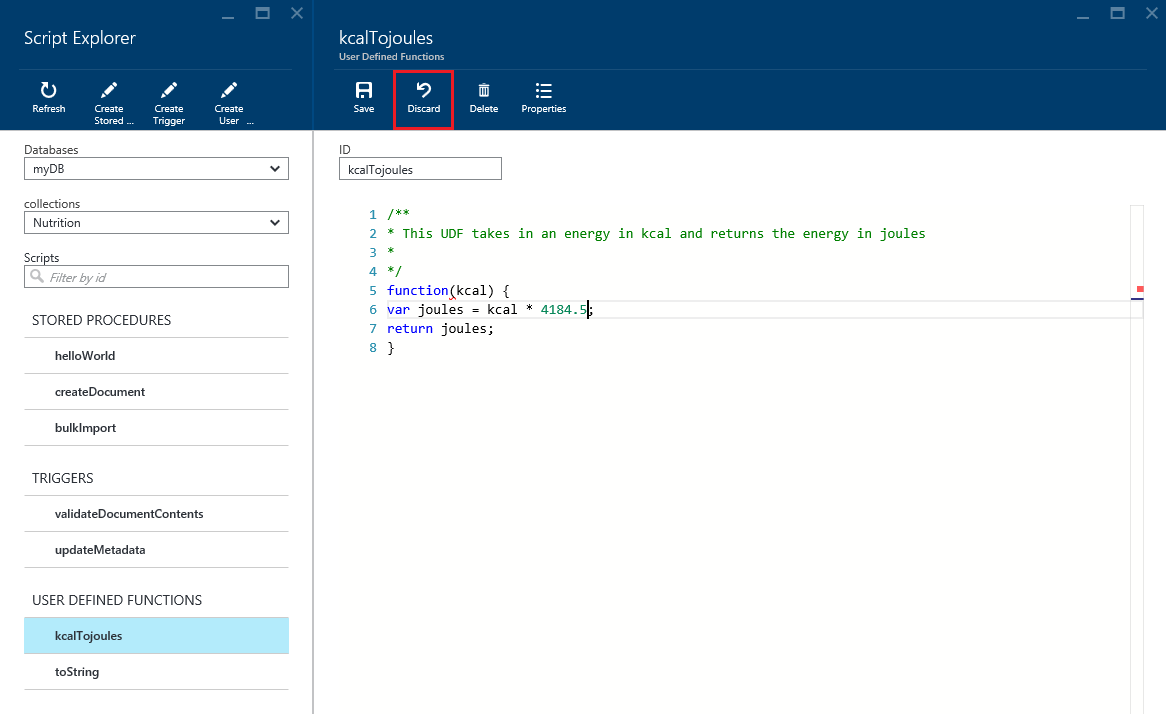 Script Explorer
Refresh
Create
Stored ...
Create
Trigger
Create
User ...
Databases
myDB
collections
Nutrition
Scripts
Filter by id
STORED PROCEDURES
helloWorld
createDocument
bulkImport
TRIGGERS
validateDocumentContents
updateMetadata
USER DEFINED FUNCTIONS
kcalTojoules
toString
kcalTojoules
User Defined Functions
Save
Discard
Delete
Properties
ID
kcalTojoules
1 /**
2 * This UDF takes in an energy in kcal and returns the energy in joules
3 *
4 */
5 function(kcal) {
6 var joules = kcal * 4184.5;
7 return joules;
8 }